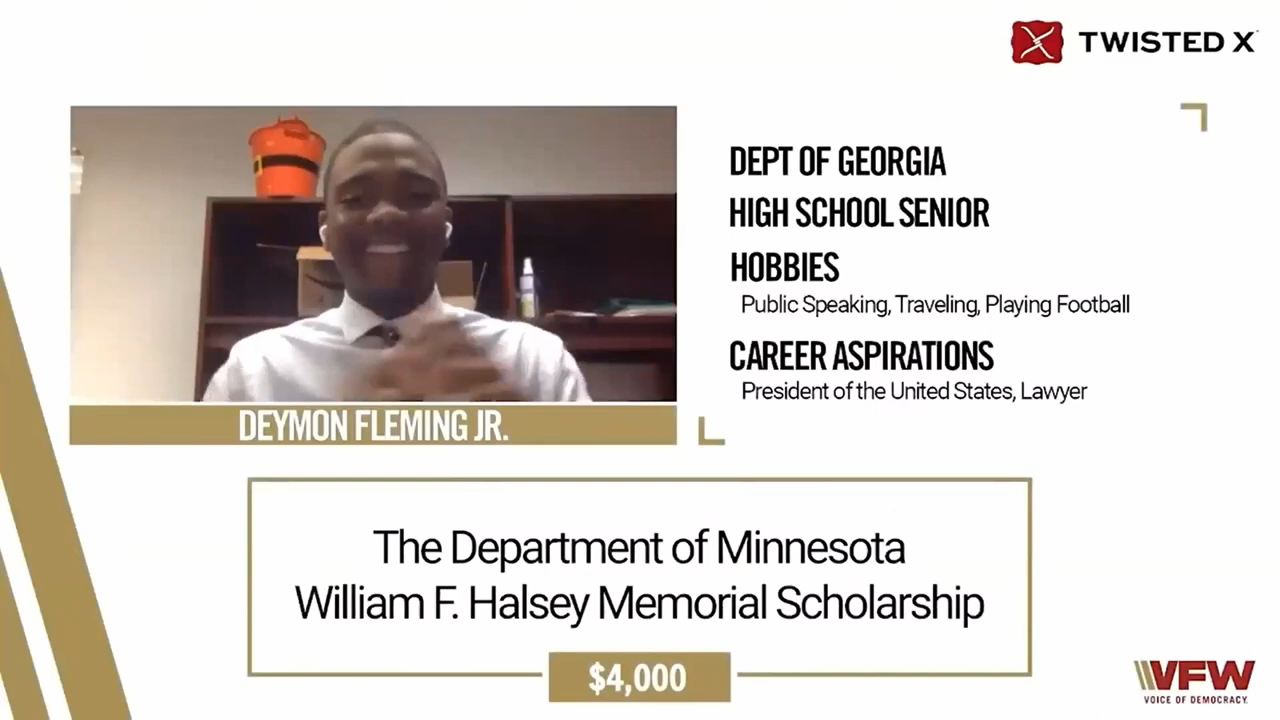 TWISTED X
DEPT OF GEORGIA
HIGH SCHOOL SENIOR
HOBBIES
Public Speaking, Traveling, Playing Football
CAREER ASPIRATIONS
President of the United States, Lawyer
DEYMON FLEMING JR.
The Department of Minnesota
William F. Halsey Memorial Scholarship
$4,000
VFW
VOICE OF DEMOCRACY.